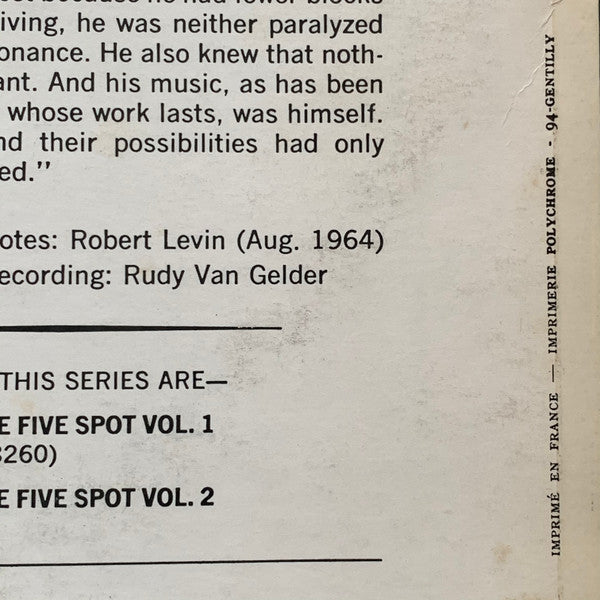 iving, he was neither paralyzed
onance. He also knew that noth-
ant. And his music, as has been
whose work lasts, was himself.
nd their possibilities had only
ed.”
otes: Robert Levin (Aug. 1964)
ecording: Rudy Van Gelder
THIS SERIES ARE—
E FIVE SPOT VOL. 1
8260)
E FIVE SPOT VOL. 2
IMPRIMÉ EN FRANCE — IMPRIMERIE POLYCHROME - 94-GENTILLY